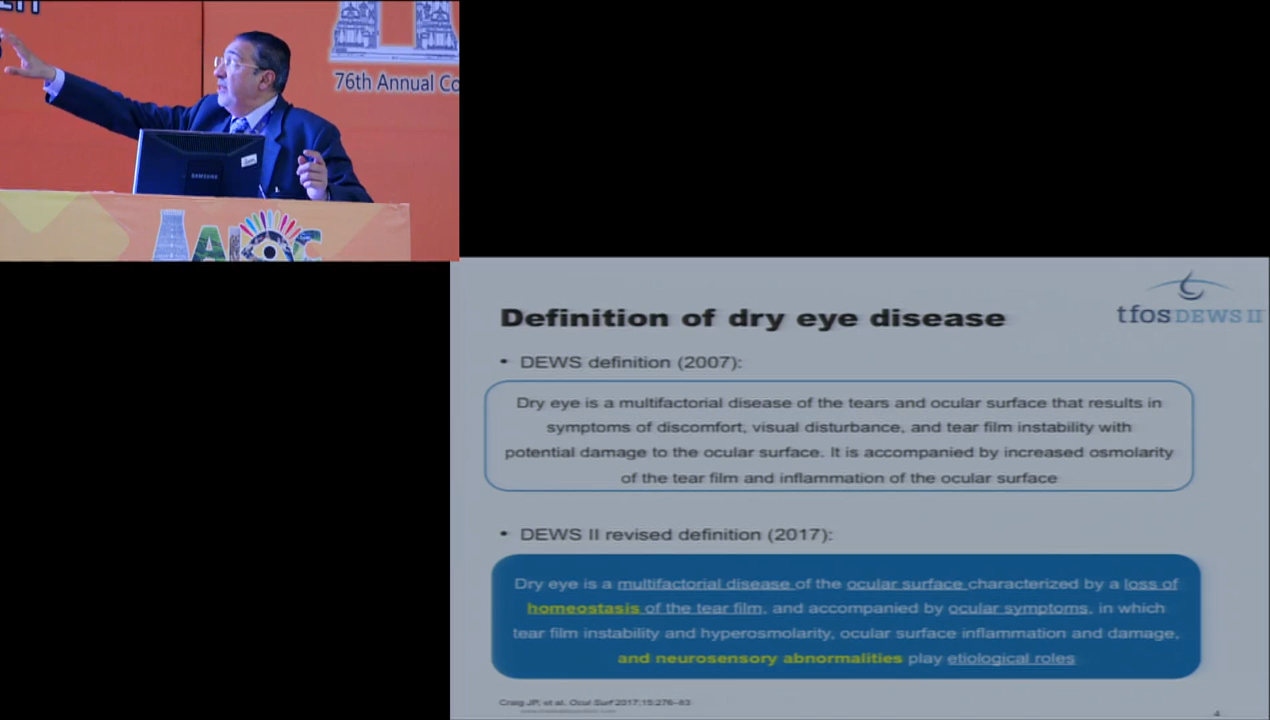 76th Annual Co
SAMSUNG
AIOC
tfos DEWS II
Definition of dry eye disease
• DEWS definition (2007):
Dry eye is a multifactorial disease of the tears and ocular surface that results in
symptoms of discomfort, visual disturbance, and tear film instability with
potential damage to the ocular surface. It is accompanied by increased osmolarity
of the tear film and inflammation of the ocular surface
• DEWS II revised definition (2017):
Dry eye is a multifactorial disease of the ocular surface characterized by a loss of
homeostasis of the tear film, and accompanied by ocular symptoms, in which
tear film instability and hyperosmolarity, ocular surface inflammation and damage,
and neurosensory abnormalities play etiological roles
Craig JP, et al. Ocul Surf 2017;15:276–83
4